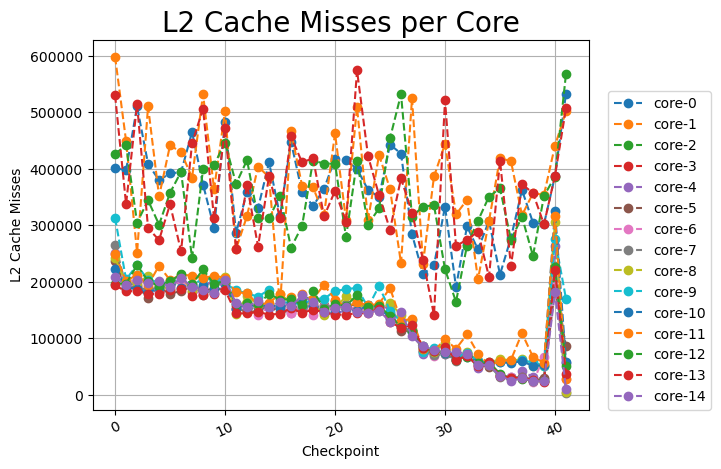 L2 Cache Misses per Core
L2 Cache Misses
600000
500000
400000
300000
200000
100000
0
0 10 20 30 40
Checkpoint
core-0
core-1
core-2
core-3
core-4
core-5
core-6
core-7
core-8
core-9
core-10
core-11
core-12
core-13
core-14